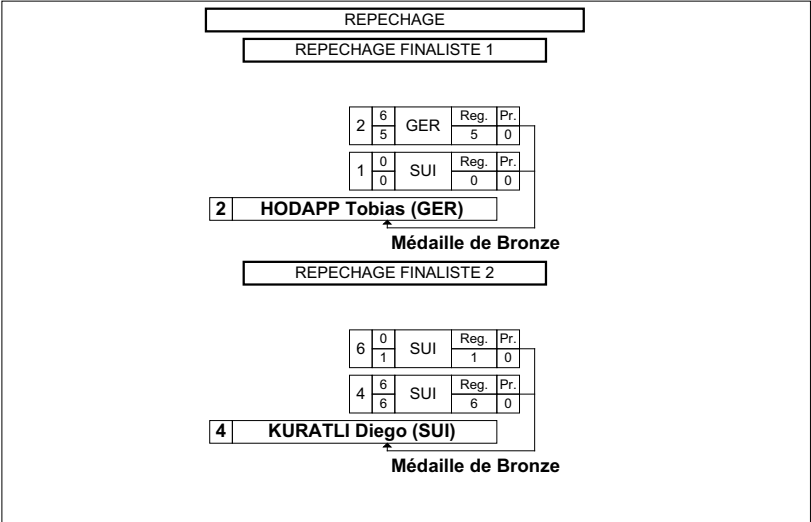 REPECHAGE
REPECHAGE FINALISTE 1
2 6 GER Reg. Pr.
5 5 0
1 0 SUI Reg. Pr.
0 0 0
2 HODAPP Tobias (GER)
Médaille de Bronze
REPECHAGE FINALISTE 2
6 0 SUI Reg. Pr.
1 1 0
4 6 SUI Reg. Pr.
6 6 0
4 KURATLI Diego (SUI)
Médaille de Bronze